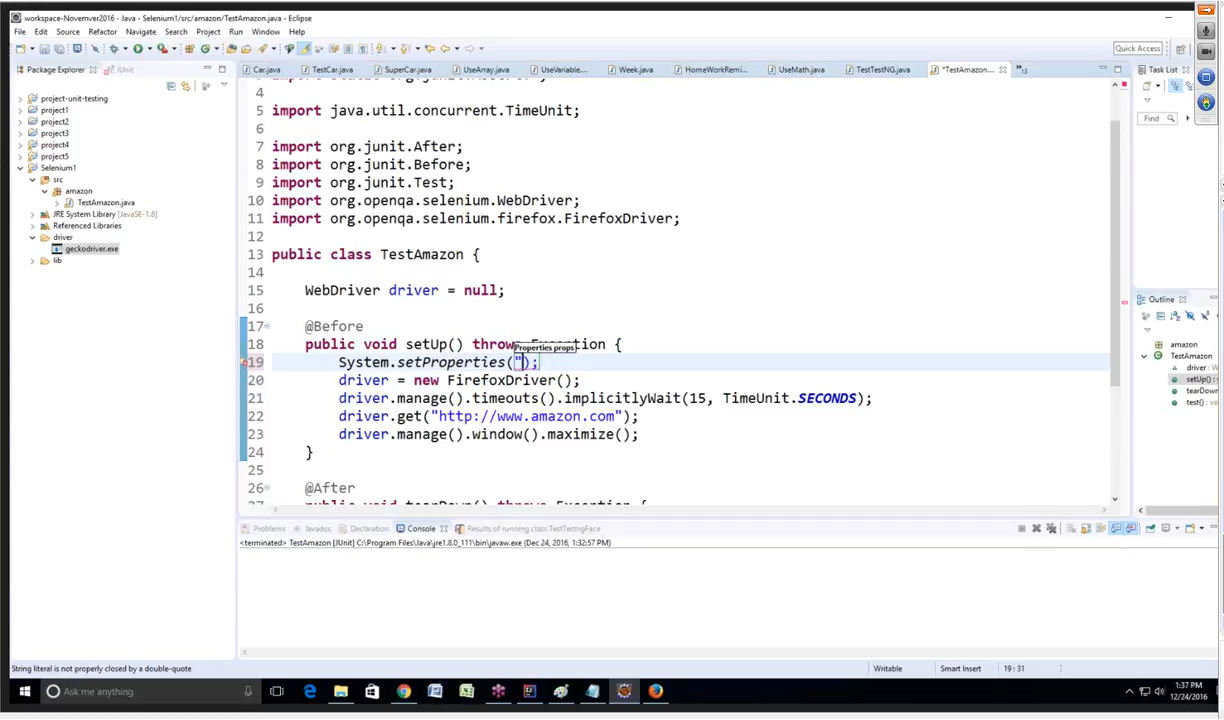 workspace-Novemver2016 - Java - Selenium1/src/amazon/TestAmazon.java - Eclipse
File Edit Source Refactor Navigate Search Project Run Window Help
Quick Access
Package Explorer JUnit
Car.java TestCar.java SuperCar.java UseArray.java UseVariable... Week.java HomeWorkRemi... UseMath.java TestTestNG.java *TestAmazon.... »12
Task List
Find
project-unit-testing
project1
project2
project3
project4
project5
Selenium1
src
amazon
TestAmazon.java
JRE System Library [JavaSE-1.8]
Referenced Libraries
driver
geckodriver.exe
lib
4
5 import java.util.concurrent.TimeUnit;
6
7 import org.junit.After;
8 import org.junit.Before;
9 import org.junit.Test;
10 import org.openqa.selenium.WebDriver;
11 import org.openqa.selenium.firefox.FirefoxDriver;
12
13 public class TestAmazon {
14
15 WebDriver driver = null;
16
17 @Before
18 public void setUp() throws Exception {
Properties props
19 System.setProperties(");
20 driver = new FirefoxDriver();
21 driver.manage().timeouts().implicitlyWait(15, TimeUnit.SECONDS);
22 driver.get("http://www.amazon.com");
23 driver.manage().window().maximize();
24 }
25
26 @After
27 public void tearDown() throws Exception {
Outline
amazon
TestAmazon
driver : W
setUp() : v
tearDown
test() : vo
Problems Javadoc Declaration Console Results of running class TestTestngFace
<terminated> TestAmazon [JUnit] C:\Program Files\Java\jre1.8.0_111\bin\javaw.exe (Dec 24, 2016, 1:32:57 PM)
String literal is not properly closed by a double-quote
Writable Smart Insert 19 : 31
Ask me anything
1:37 PM
12/24/2016